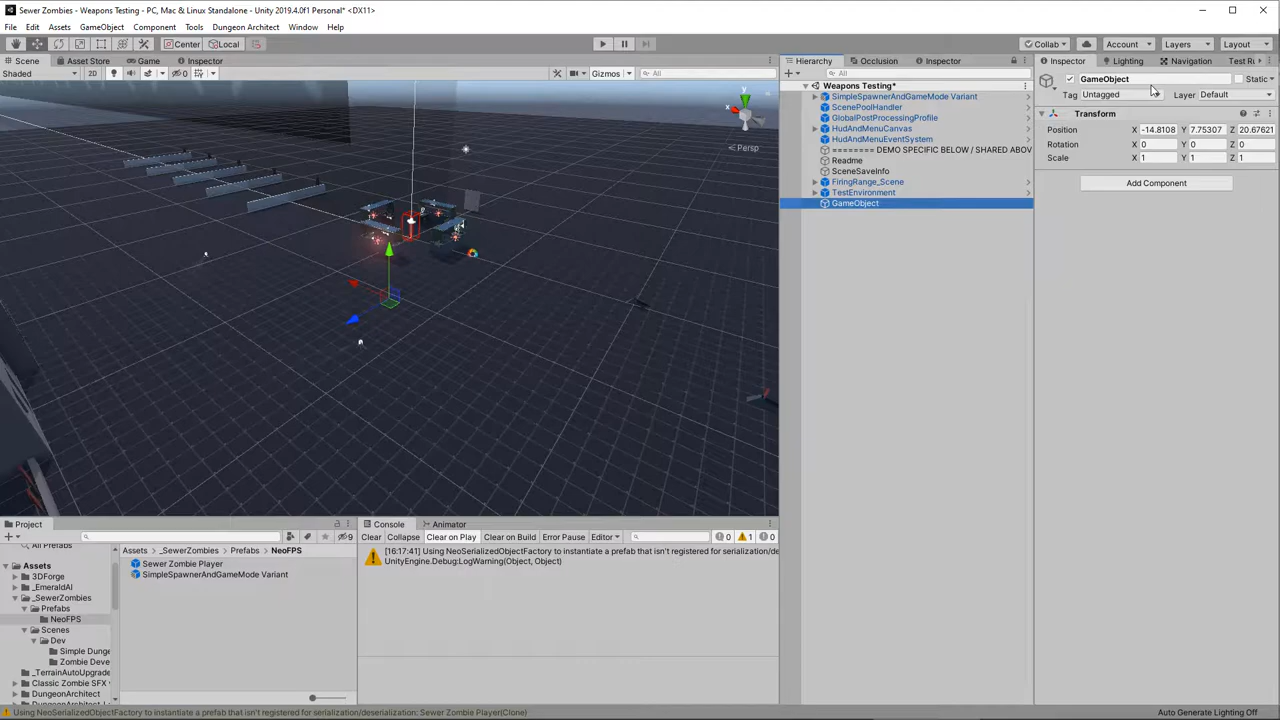 Sewer Zombies - Weapons Testing - PC, Mac & Linux Standalone - Unity 2019.4.0f1 Personal* <DX11>
File Edit Assets GameObject Component Tools Dungeon Architect Window Help
Center Local Collab Account Layers Layout
Scene Asset Store Game Inspector
Shaded 2D 0 Gizmos All
y
x
Persp
Hierarchy Occlusion Inspector
All
Weapons Testing*
SimpleSpawnerAndGameMode Variant
ScenePoolHandler
GlobalPostProcessingProfile
HudAndMenuCanvas
HudAndMenuEventSystem
======== DEMO SPECIFIC BELOW / SHARED ABOV
Readme
SceneSaveInfo
FiringRange_Scene
TestEnvironment
GameObject
Inspector Lighting Navigation Test R
GameObject Static
Tag Untagged Layer Default
Transform
Position X -14.8108 Y 7.75307 Z 20.67621
Rotation X 0 Y 0 Z 0
Scale X 1 Y 1 Z 1
Add Component
Project
9
All Prefabs
Assets
3DForge
_EmeraldAI
_SewerZombies
Prefabs
NeoFPS
Scenes
Dev
Simple Dunge
Zombie Deve
_TerrainAutoUpgrade
Classic Zombie SFX
DungeonArchitect
Assets > _SewerZombies > Prefabs > NeoFPS
Sewer Zombie Player
SimpleSpawnerAndGameMode Variant
Console Animator
Clear Collapse Clear on Play Clear on Build Error Pause Editor 0 1 0
[16:17:41] Using NeoSerializedObjectFactory to instantiate a prefab that isn't registered for serialization/de
UnityEngine.Debug:LogWarning(Object, Object)
Using NeoSerializedObjectFactory to instantiate a prefab that isn't registered for serialization/deserialization: Sewer Zombie Player(Clone)
Auto Generate Lighting Off